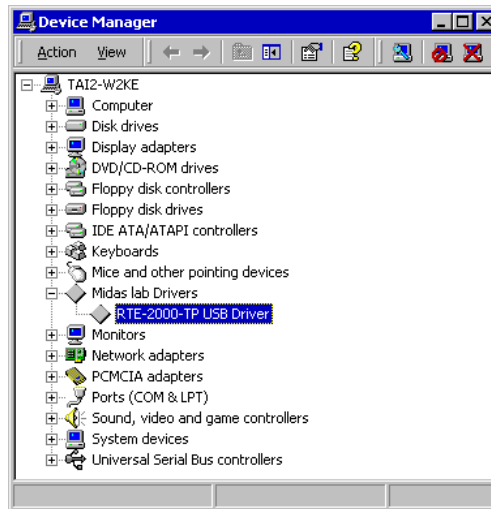 Device Manager
Action View
TAI2-W2KE
Computer
Disk drives
Display adapters
DVD/CD-ROM drives
Floppy disk controllers
Floppy disk drives
IDE ATA/ATAPI controllers
Keyboards
Mice and other pointing devices
Midas lab Drivers
RTE-2000-TP USB Driver
Monitors
Network adapters
PCMCIA adapters
Ports (COM & LPT)
Sound, video and game controllers
System devices
Universal Serial Bus controllers